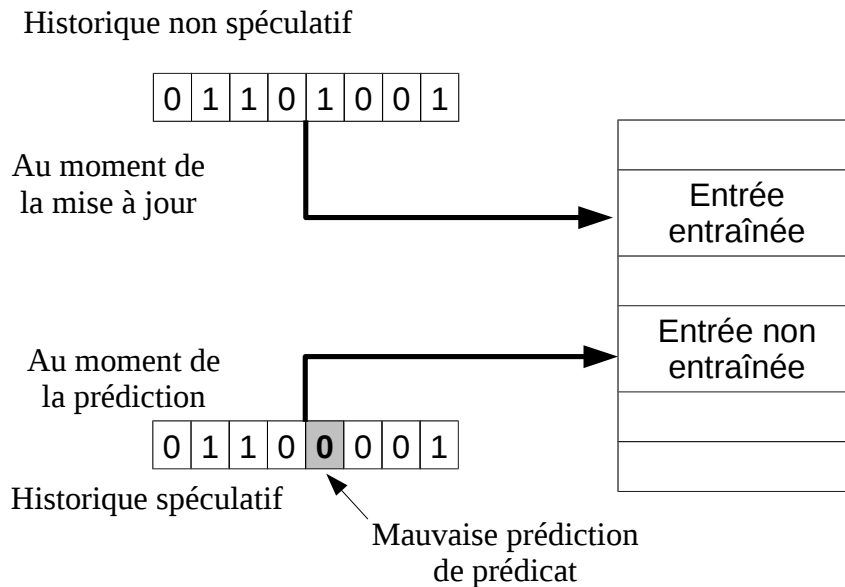 Historique non spéculatif
0 1 1 0 1 0 0 1
Au moment de
la mise à jour
Entrée
entraînée
Entrée non
entraînée
Au moment de
la prédiction
0 1 1 0 0 0 0 1
Historique spéculatif
Mauvaise prédiction
de prédicat